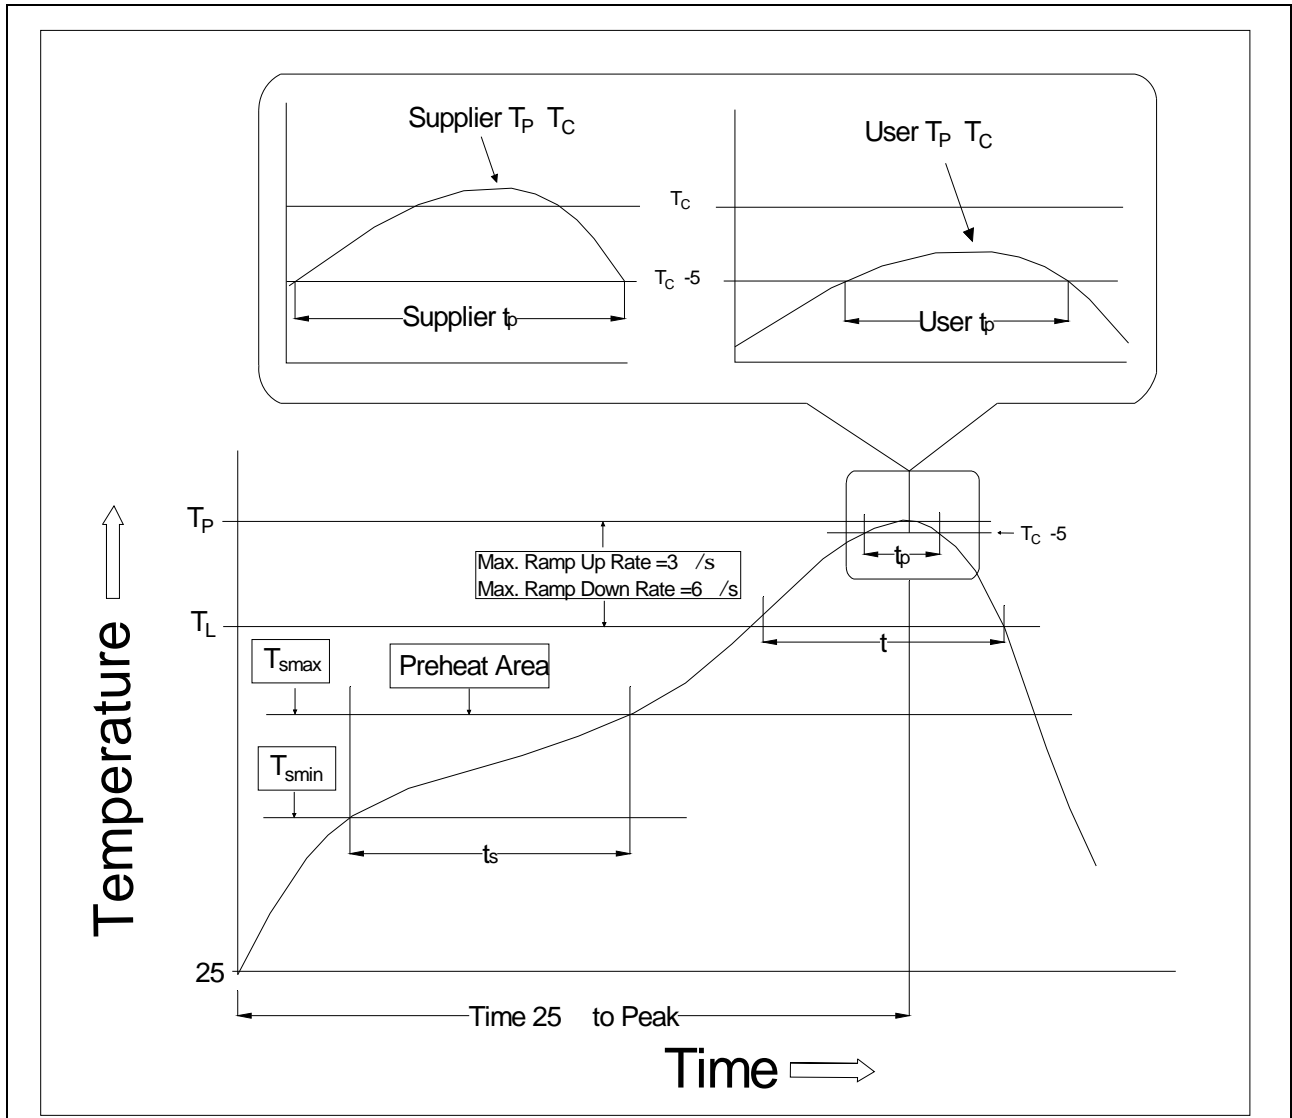 Supplier TP TC
User TP TC
TC
TC -5
Supplier tp
User tp
TP
TC -5
tp
Max. Ramp Up Rate =3 /s
Max. Ramp Down Rate =6 /s
TL
t
Tsmax
Preheat Area
Tsmin
ts
Temperature
25
Time 25 to Peak
Time